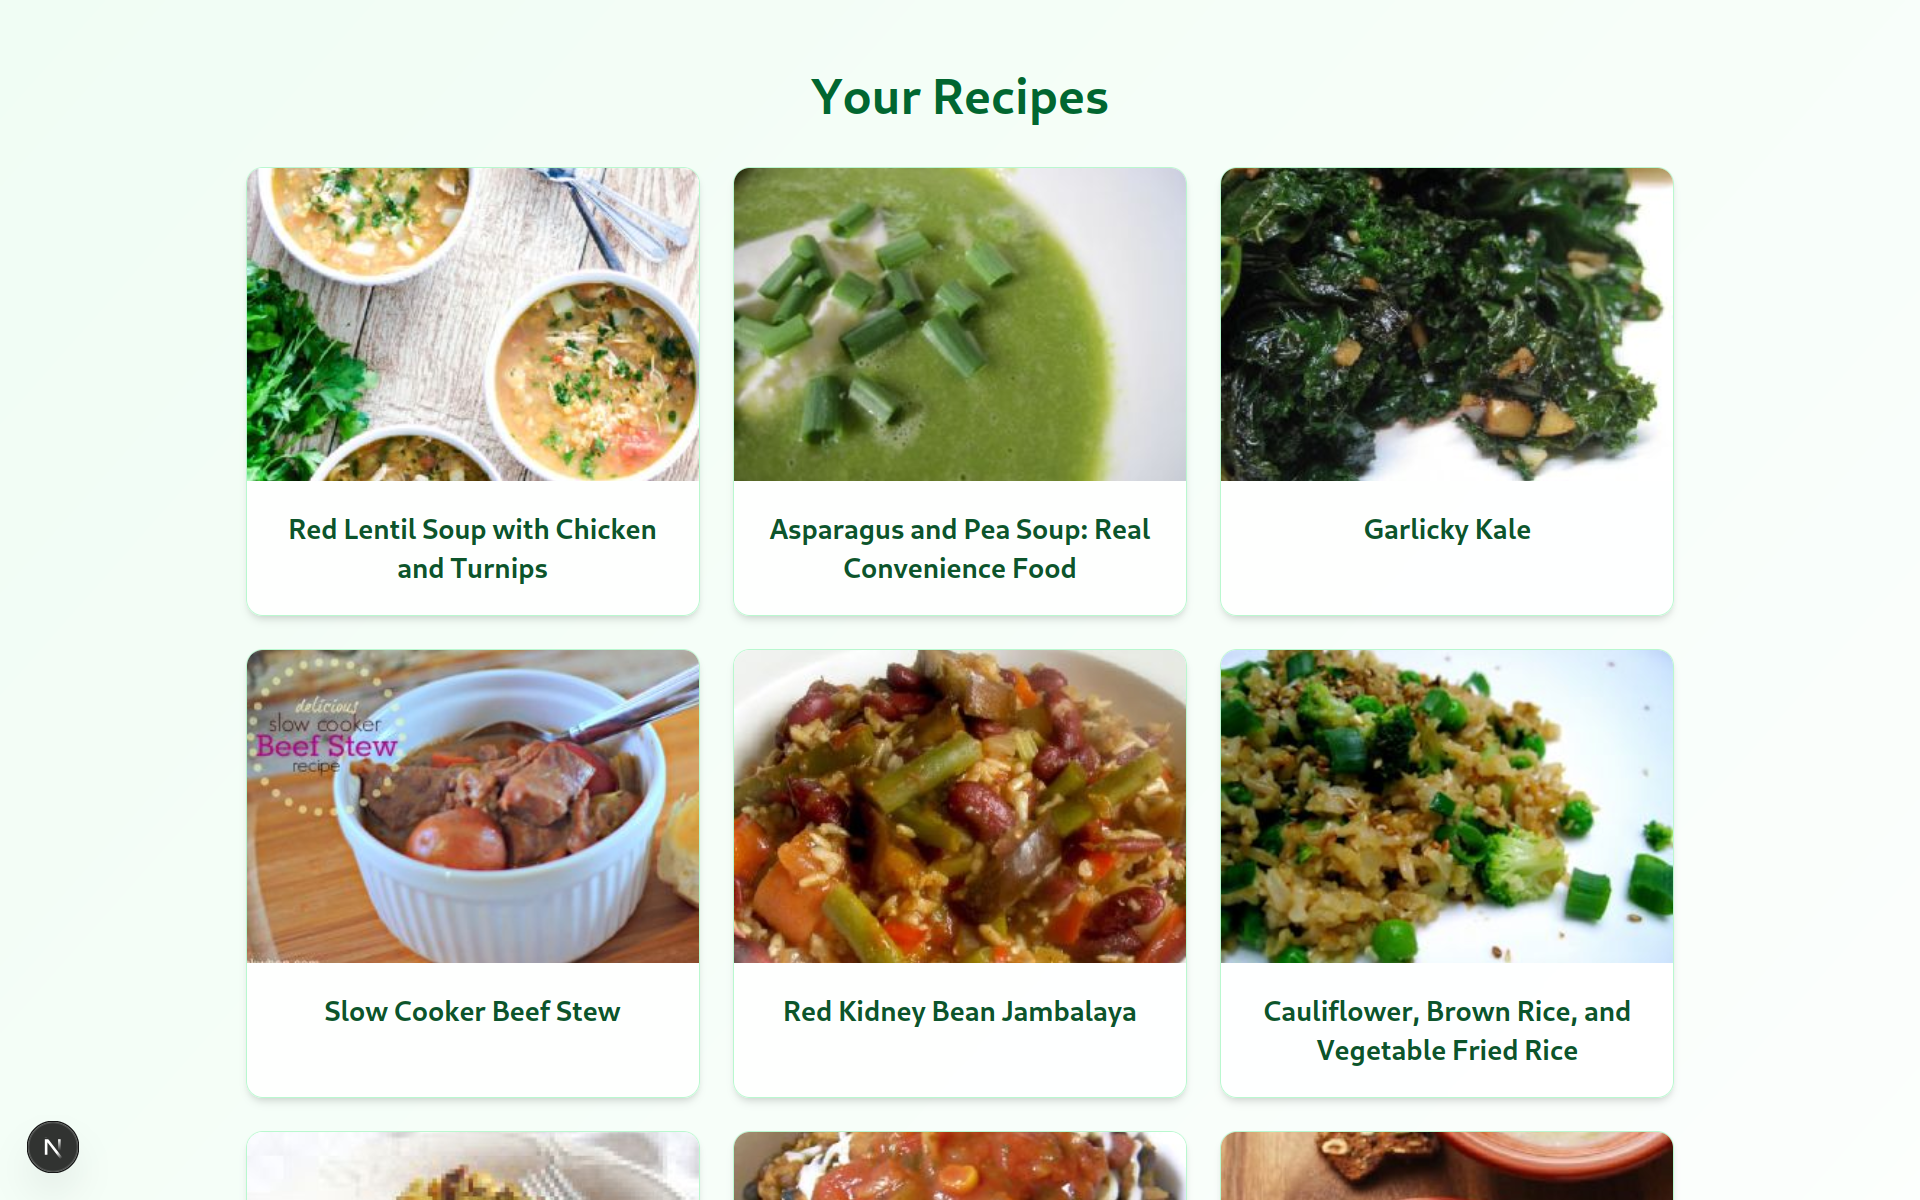 Your Recipes
Red Lentil Soup with Chicken
and Turnips
Asparagus and Pea Soup: Real
Convenience Food
Garlicky Kale
delicious
slow cooker
Beef Stew
recipe
Slow Cooker Beef Stew
Red Kidney Bean Jambalaya
Cauliflower, Brown Rice, and
Vegetable Fried Rice
N